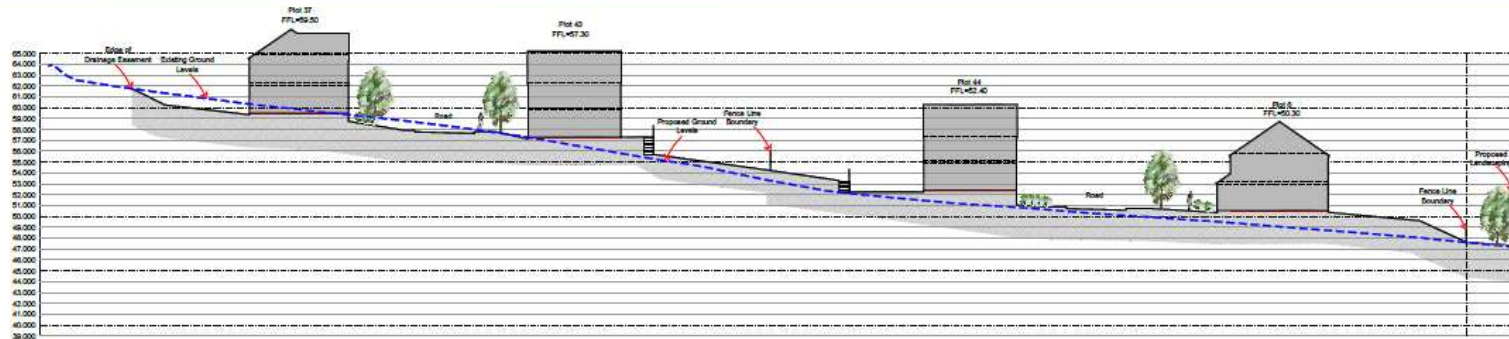 Plot 37
FFL=59.50
Plot 43
FFL=57.30
Edge of
Drainage Easement
Existing Ground
Levels
Road
Proposed Ground
Levels
Fence Line
Boundary
Plot 44
FFL=52.40
Road
Plot 6
FFL=50.30
Fence Line
Boundary
Proposed
Landscaping
65.000
64.000
63.000
62.000
61.000
60.000
59.000
58.000
57.000
56.000
55.000
54.000
53.000
52.000
51.000
50.000
49.000
48.000
47.000
46.000
45.000
44.000
43.000
42.000
41.000
40.000
39.000